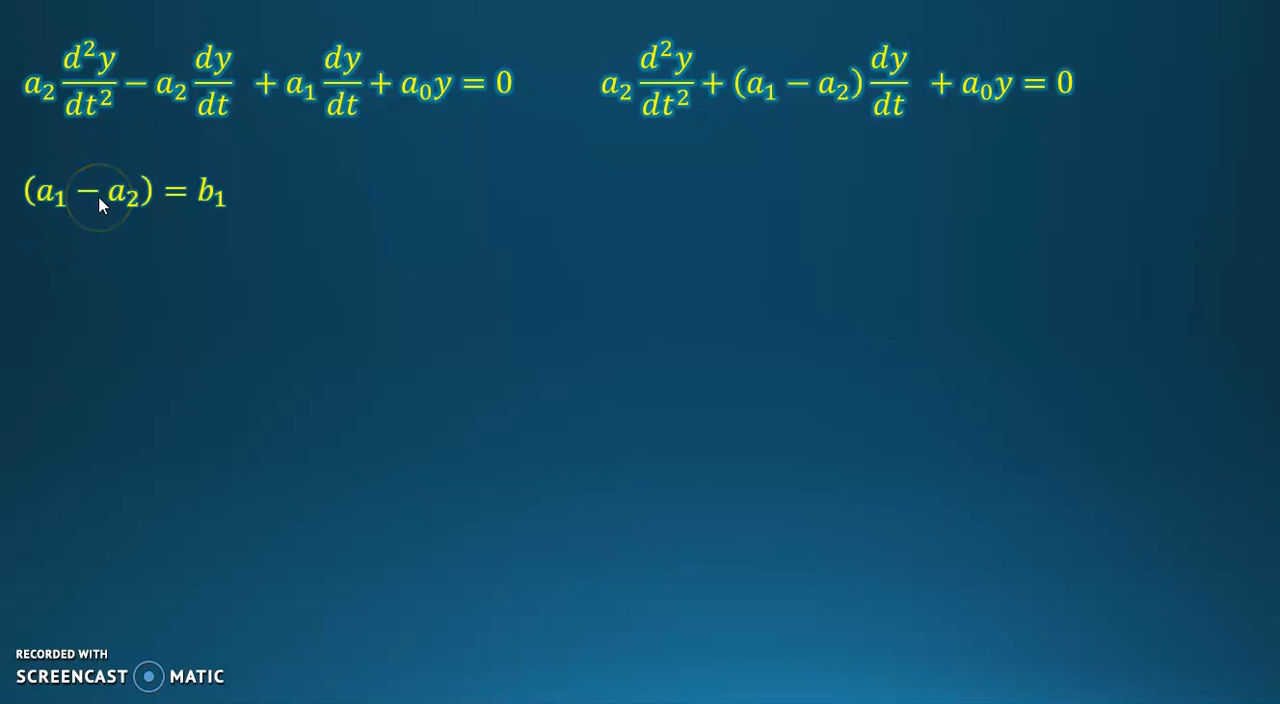 a₂ d²y/dt² − a₂ dy/dt + a₁ dy/dt + a₀y = 0
a₂ d²y/dt² + (a₁ − a₂) dy/dt + a₀y = 0
(a₁ − a₂) = b₁
RECORDED WITH
SCREENCAST MATIC